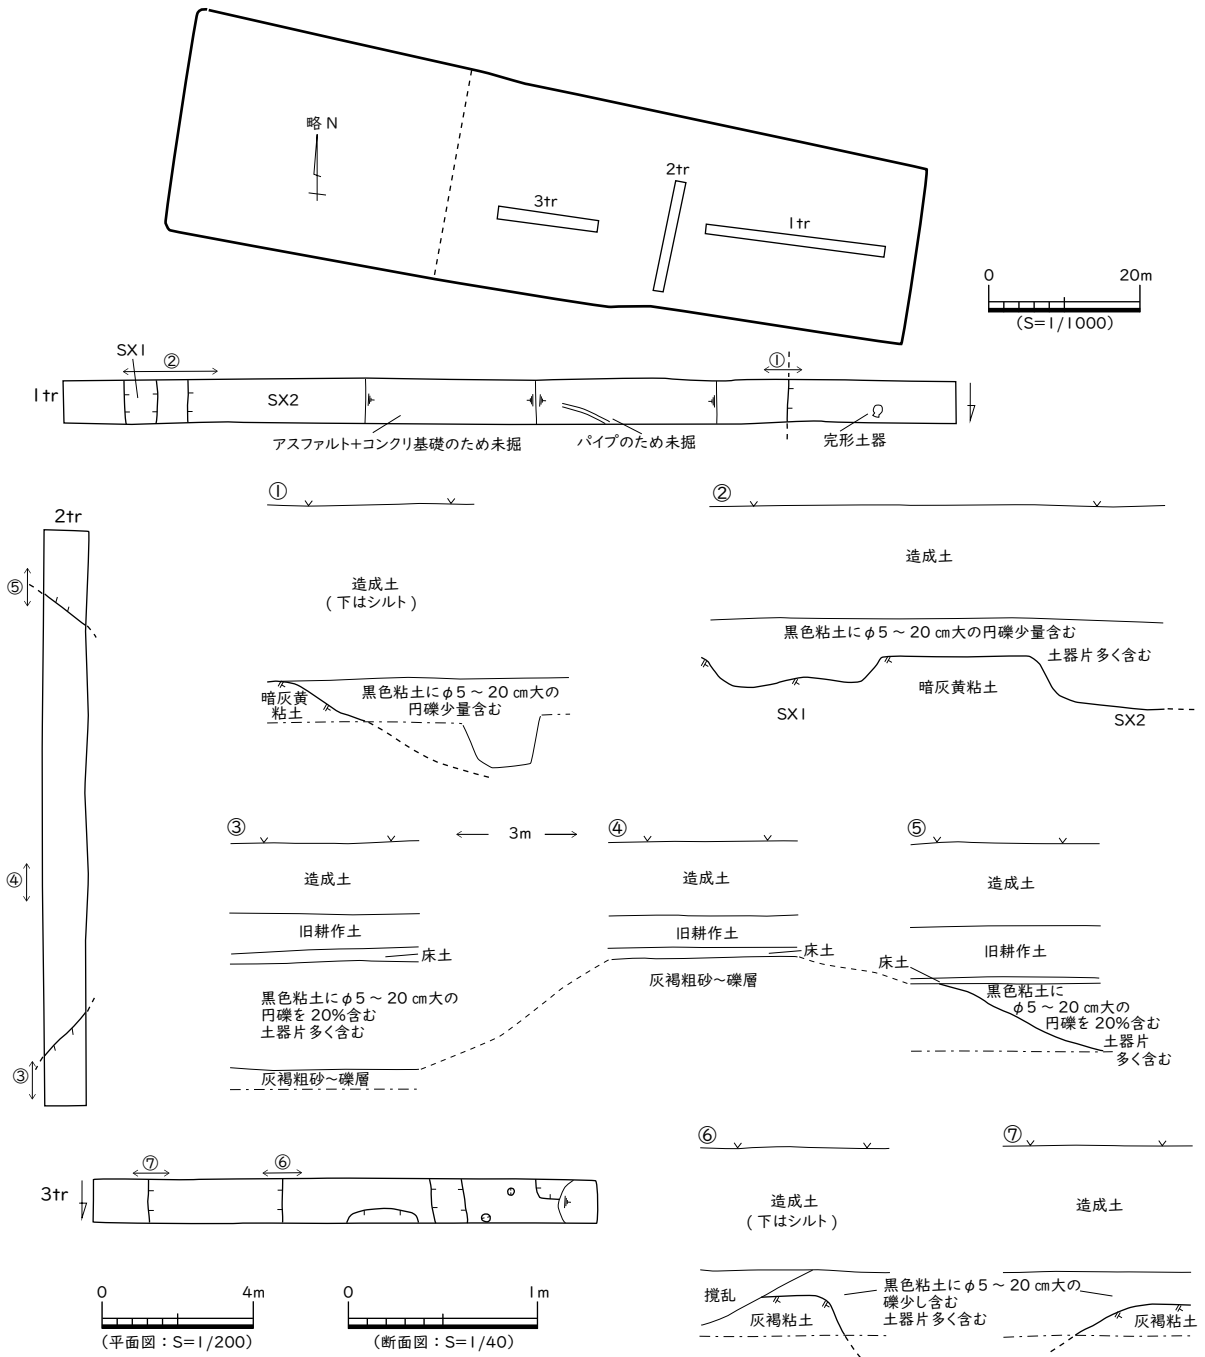 略 N
3tr
2tr
1tr
0 20m
(S=1/1000)
SX1
②
①
1tr
SX2
アスファルト+コンクリ基礎のため未掘
パイプのため未掘
完形土器
2tr
⑤
④
③
①
造成土
(下はシルト)
暗灰黄
粘土
黒色粘土にφ5〜20㎝大の
円礫少量含む
②
造成土
黒色粘土にφ5〜20㎝大の円礫少量含む
土器片多く含む
暗灰黄粘土
SX1
SX2
③
3m
造成土
旧耕作土
床土
黒色粘土にφ5〜20㎝大の
円礫を20%含む
土器片多く含む
灰褐粗砂〜礫層
④
造成土
旧耕作土
床土
灰褐粗砂〜礫層
⑤
造成土
旧耕作土
床土
黒色粘土に
φ5〜20㎝大の
円礫を20%含む
土器片
多く含む
3tr
⑦
⑥
0 4m
(平面図:S=1/200)
0 1m
(断面図:S=1/40)
⑥
造成土
(下はシルト)
撹乱
灰褐粘土
黒色粘土にφ5〜20㎝大の
礫少し含む
土器片多く含む
⑦
造成土
灰褐粘土